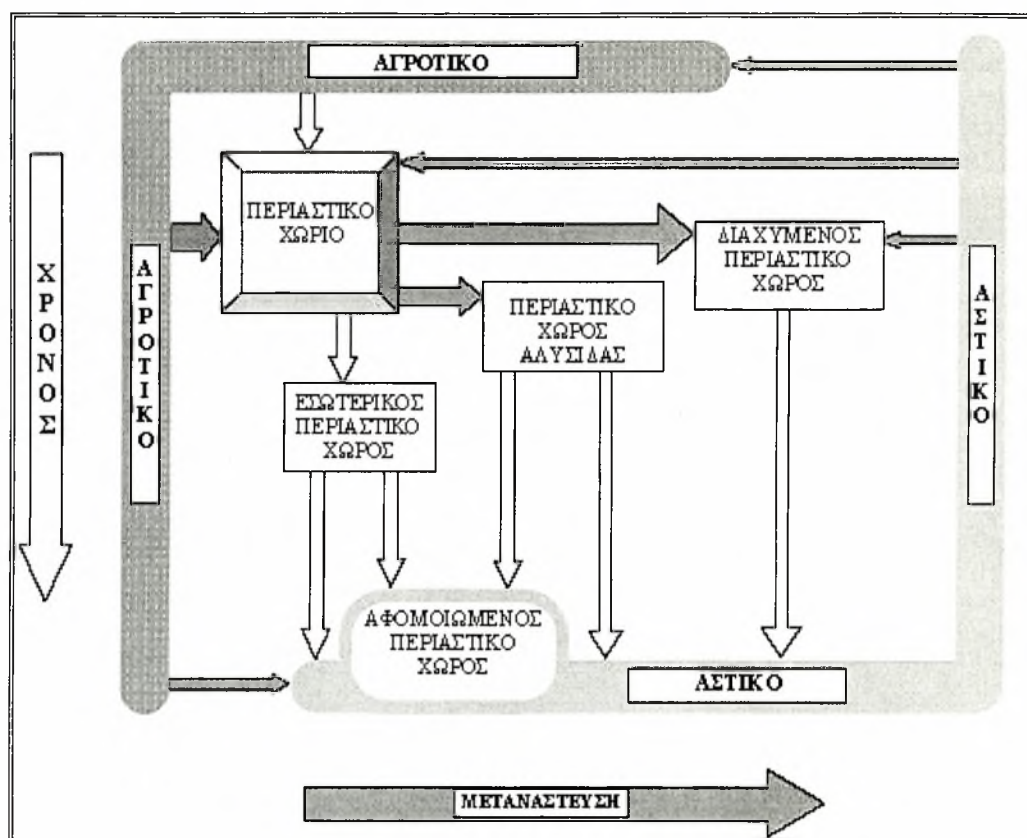 ΑΓΡΟΤΙΚΟ
ΠΕΡΙΑΣΤΙΚΟ
ΧΩΡΙΟ
ΔΙΑΧΥΜΕΝΟΣ
ΠΕΡΙΑΣΤΙΚΟ
ΧΩΡΟΣ
ΧΡΟΝΟΣ
ΑΓΡΟΤΙΚΟ
ΠΕΡΙΑΣΤΙΚΟ
ΧΩΡΟΣ
ΑΛΥΣΙΔΑΣ
ΑΣΤΙΚΟ
ΕΣΩΤΕΡΙΚΟΣ
ΠΕΡΙΑΣΤΙΚΟ
ΧΩΡΟΣ
ΑΦΟΜΟΙΩΜΕΝΟΣ
ΠΕΡΙΑΣΤΙΚΟ
ΧΩΡΟΣ
ΑΣΤΙΚΟ
ΜΕΤΑΝΑΣΤΕΥΣΗ